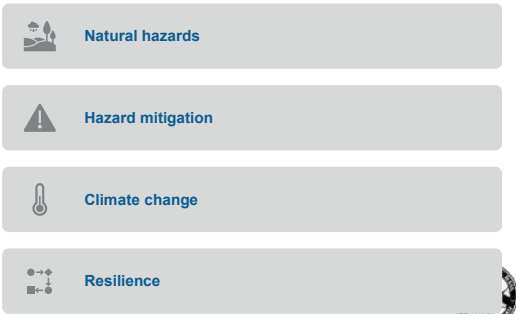 Natural hazards
Hazard mitigation
Climate change
Resilience